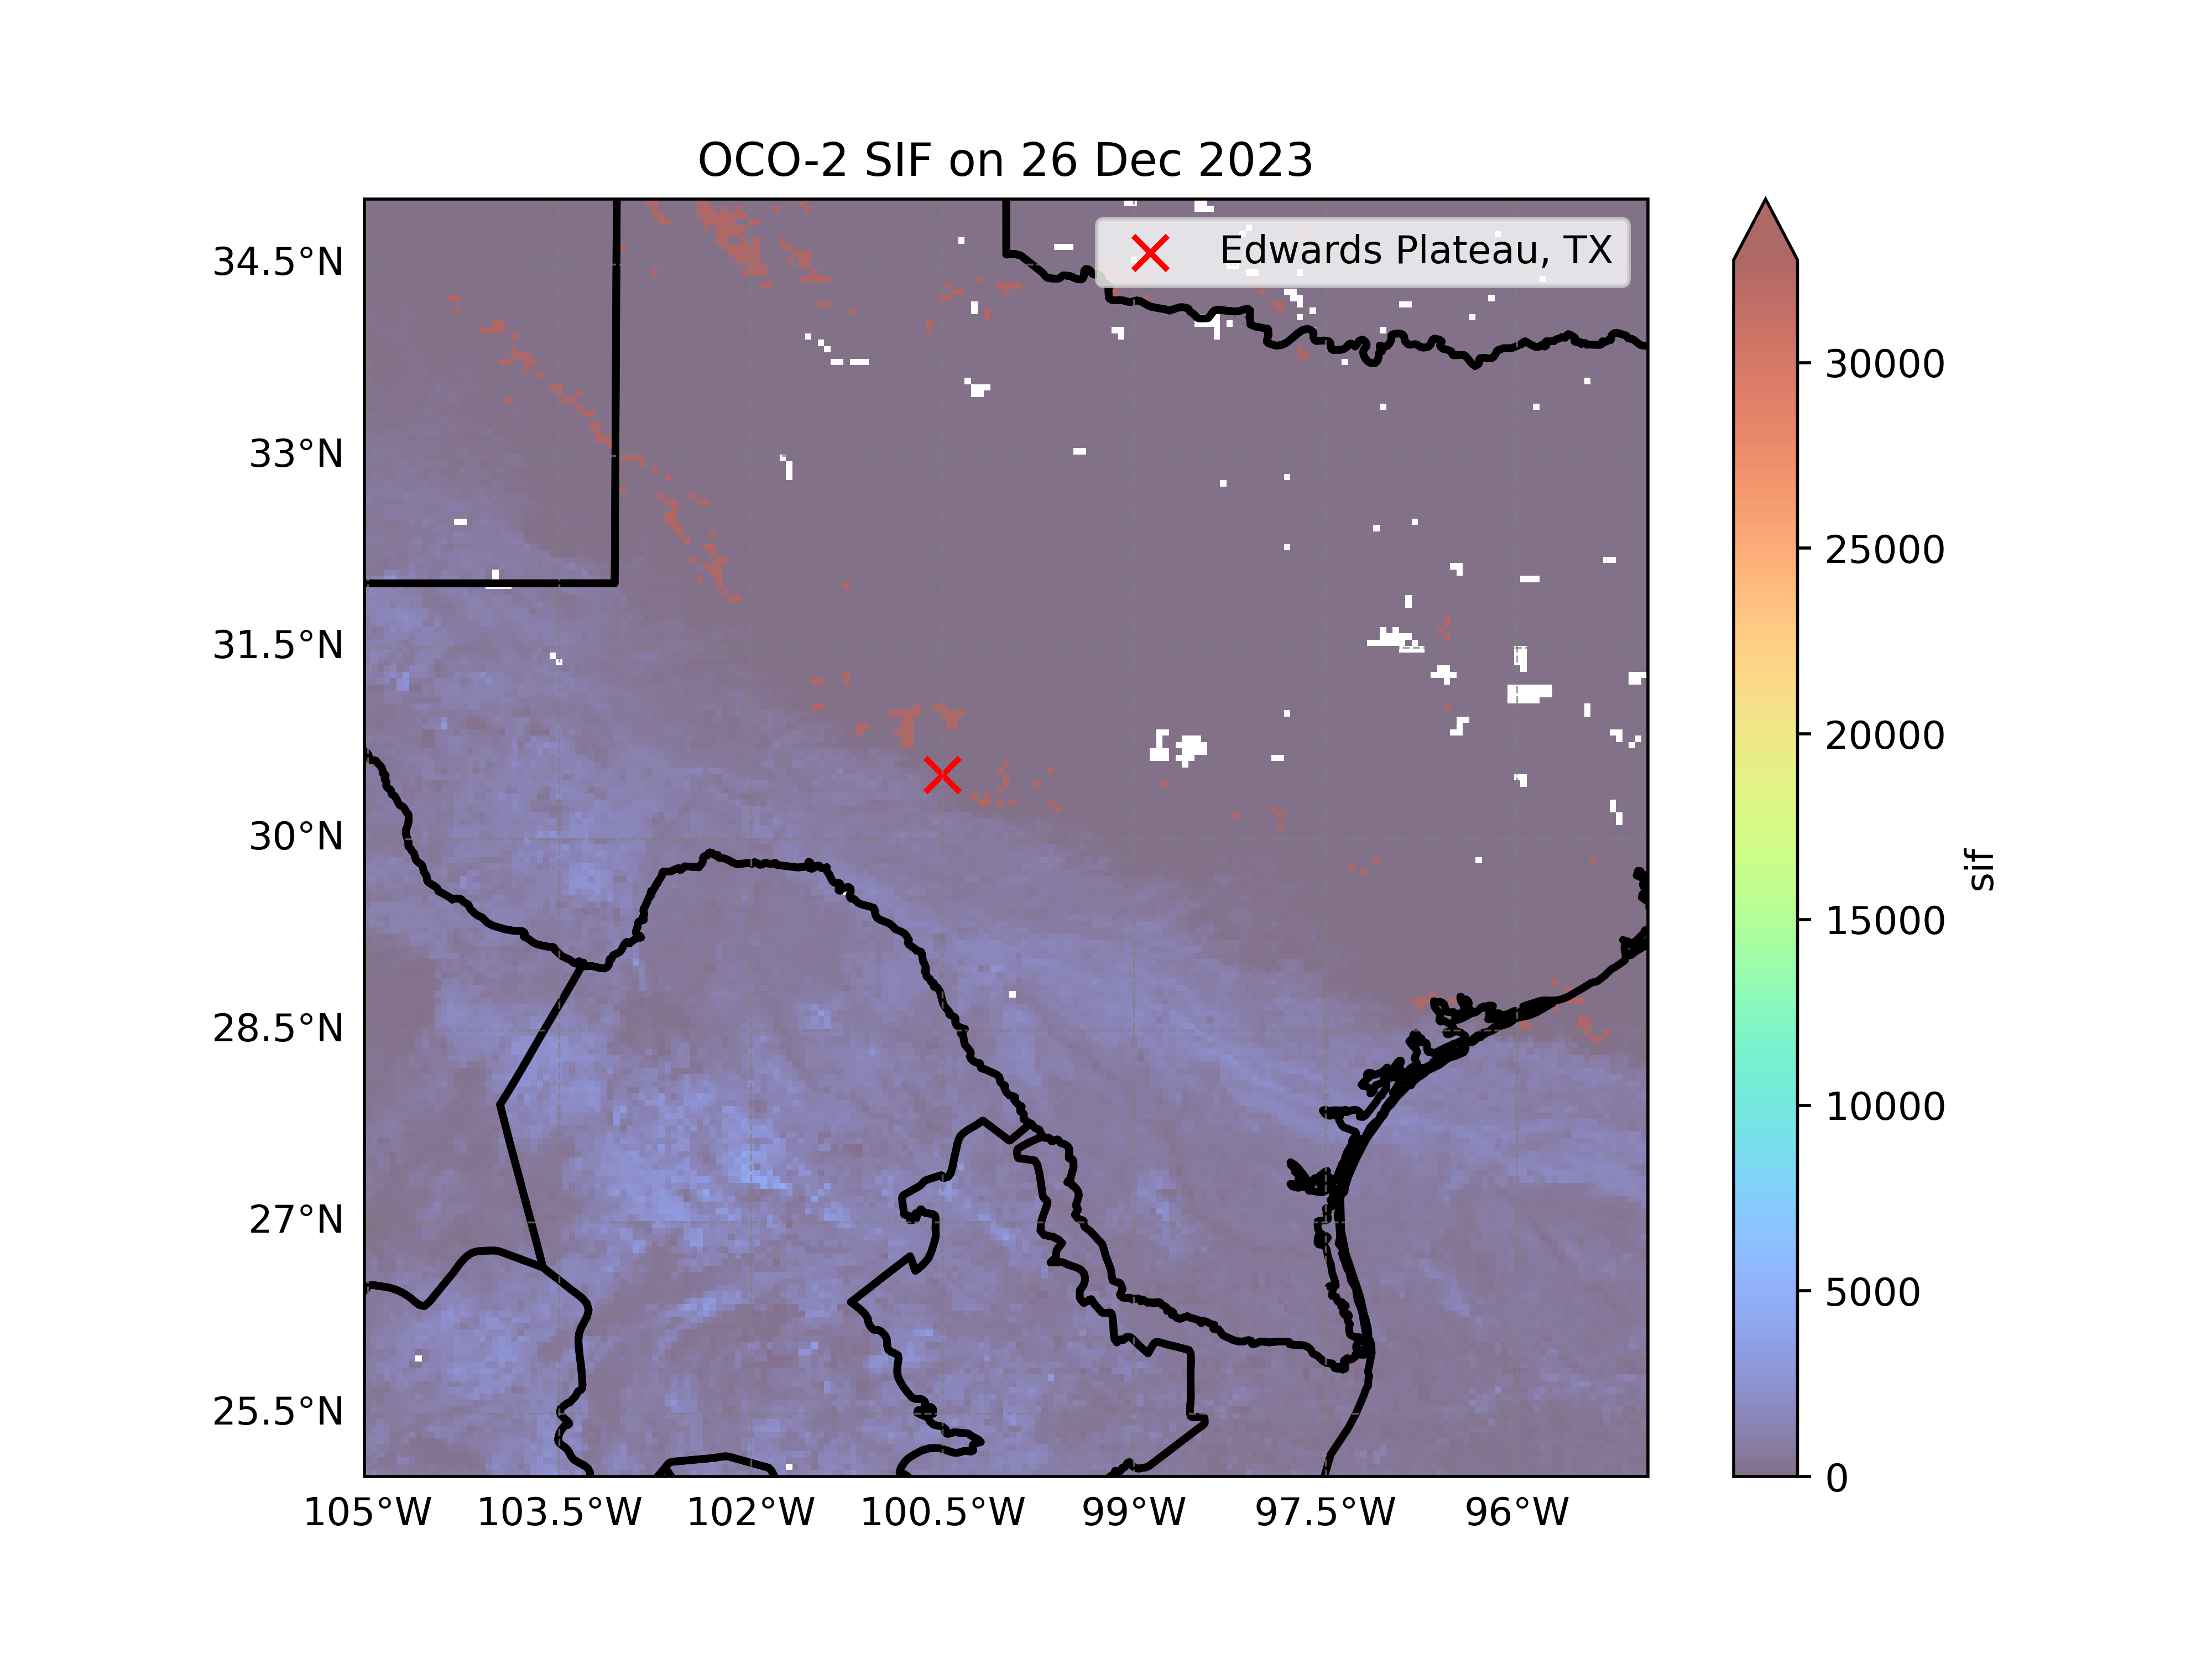 OCO-2 SIF on 26 Dec 2023
Edwards Plateau, TX
34.5°N
33°N
31.5°N
30°N
28.5°N
27°N
25.5°N
105°W 103.5°W 102°W 100.5°W 99°W 97.5°W 96°W
30000
25000
20000
15000
10000
5000
0
sif